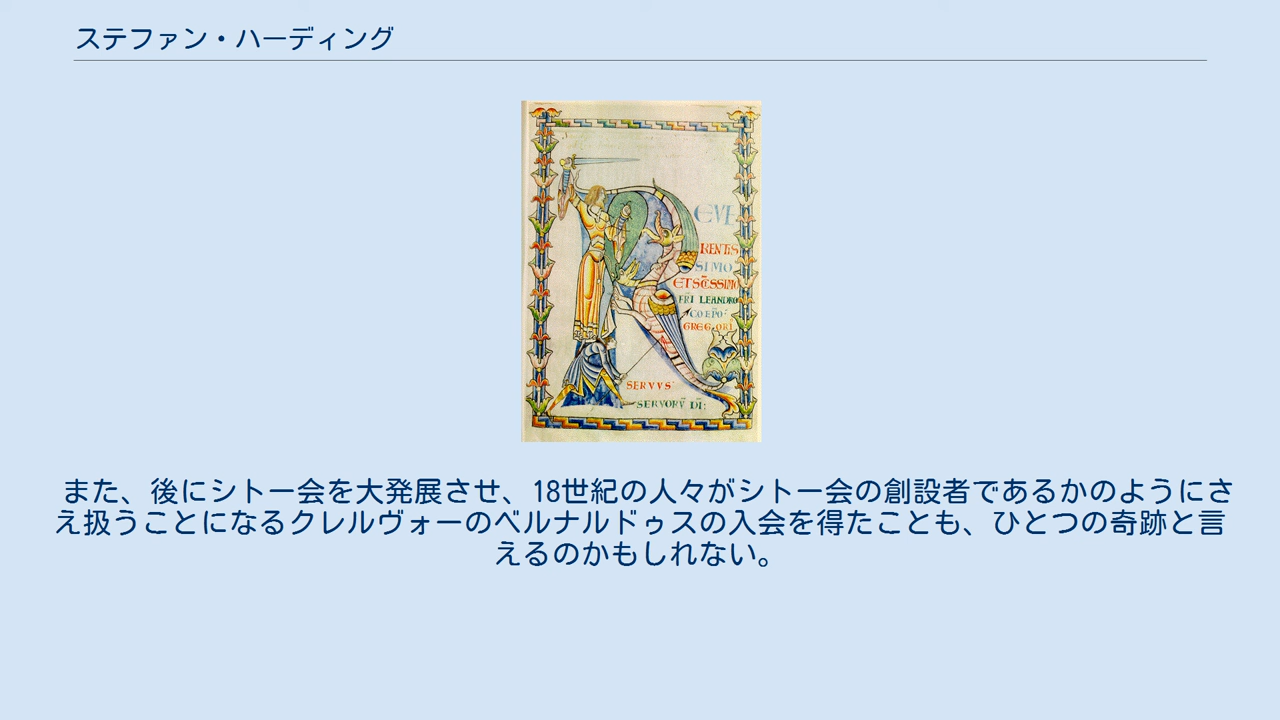 ステファン・ハーディング
EVE
RENTIS
SIMO
ETSCISSIMO
FRI LEANDRO
COEPO:
GREGORI
SERVVS
SERVORV DI:
また、後にシトー会を大発展させ、18世紀の人々がシトー会の創設者であるかのようにさ
え扱うことになるクレルヴォーのベルナルドゥスの入会を得たことも、ひとつの奇跡と言
えるのかもしれない。